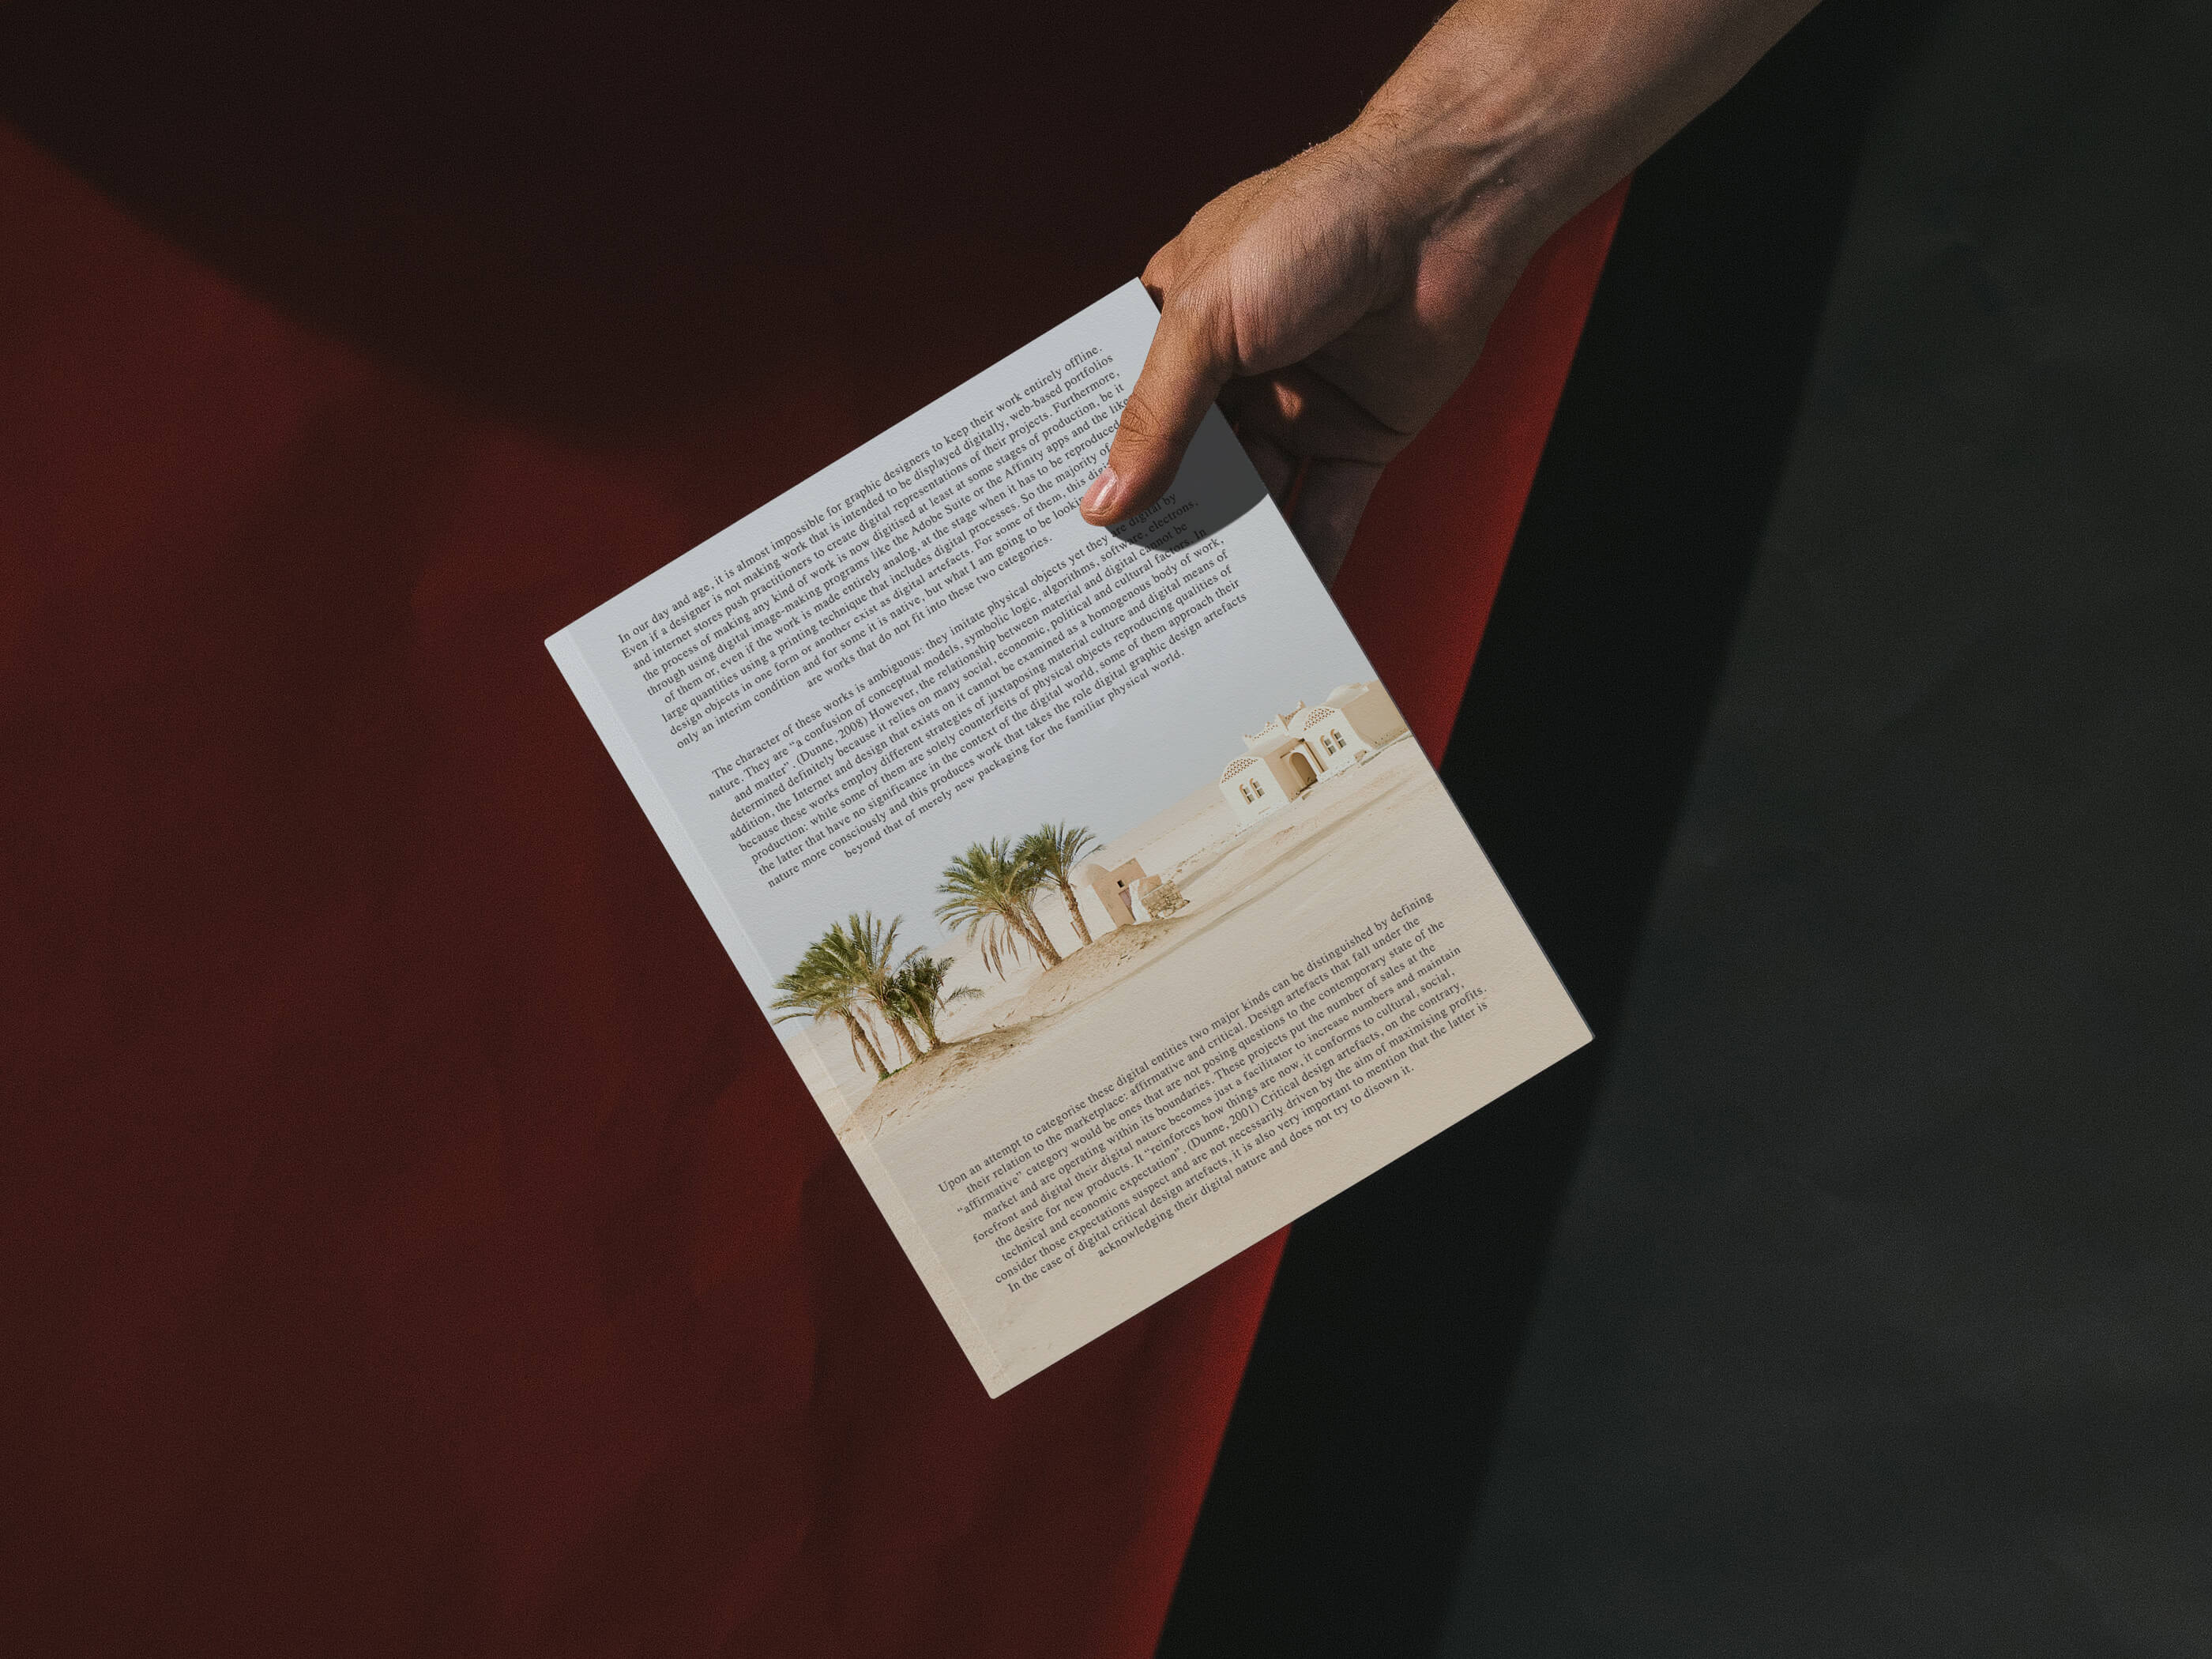 In our day and age, it is almost impossible for graphic designers to keep their work entirely offline.
Even if a designer is not making work that is intended to be displayed digitally, web-based portfolios
and internet stores push practitioners to create digital representations of their projects. Furthermore,
the process of making any kind of work is now digitised at least at some stages of production, be it
through using digital image-making programs like the Adobe Suite or the Affinity apps and the like
of them or, even if the work is made entirely analog, at the stage when it has to be reproduced
large quantities using a printing technique that includes digital processes. So the majority of
design objects in one form or another exist as digital artefacts. For some of them, this
only an interim condition and for some it is native, but what I am going to be
are works that do not fit into these two categories.
The character of these works is ambiguous: they imitate physical objects yet they are digital by
nature. They are “a confusion of conceptual models, symbolic logic, algorithms, software, electrons,
and matter”. (Dunne, 2008) However, the relationship between material and digital cannot be
determined definitely because it relies on many social, economic, political and cultural factors. In
addition, the Internet and design that exists on it cannot be examined as a homogenous body of work,
because these works employ different strategies of juxtaposing material culture and digital means of
production: while some of them are solely counterfeits of physical objects reproducing qualities of
the latter that have no significance in the context of the digital world, some of them approach their
nature more consciously and this produces work that takes the role digital graphic design artefacts
beyond that of merely new packaging for the familiar physical world.
Upon an attempt to categorise these digital entities two major kinds can be distinguished by defining
their relation to the marketplace: affirmative and critical. Design artefacts that fall under the
“affirmative” category would be ones that are not posing questions to the contemporary state of the
market and are operating within its boundaries. These projects put the number of sales at the
forefront and digital their digital nature becomes just a facilitator to increase numbers and maintain
the desire for new products. It “reinforces how things are now, it conforms to cultural, social,
technical and economic expectation”. (Dunne, 2001) Critical design artefacts, on the contrary,
consider those expectations suspect and are not necessarily driven by the aim of maximising profits.
In the case of digital critical design artefacts, it is also very important to mention that the latter is
acknowledging their digital nature and does not try to disown it.